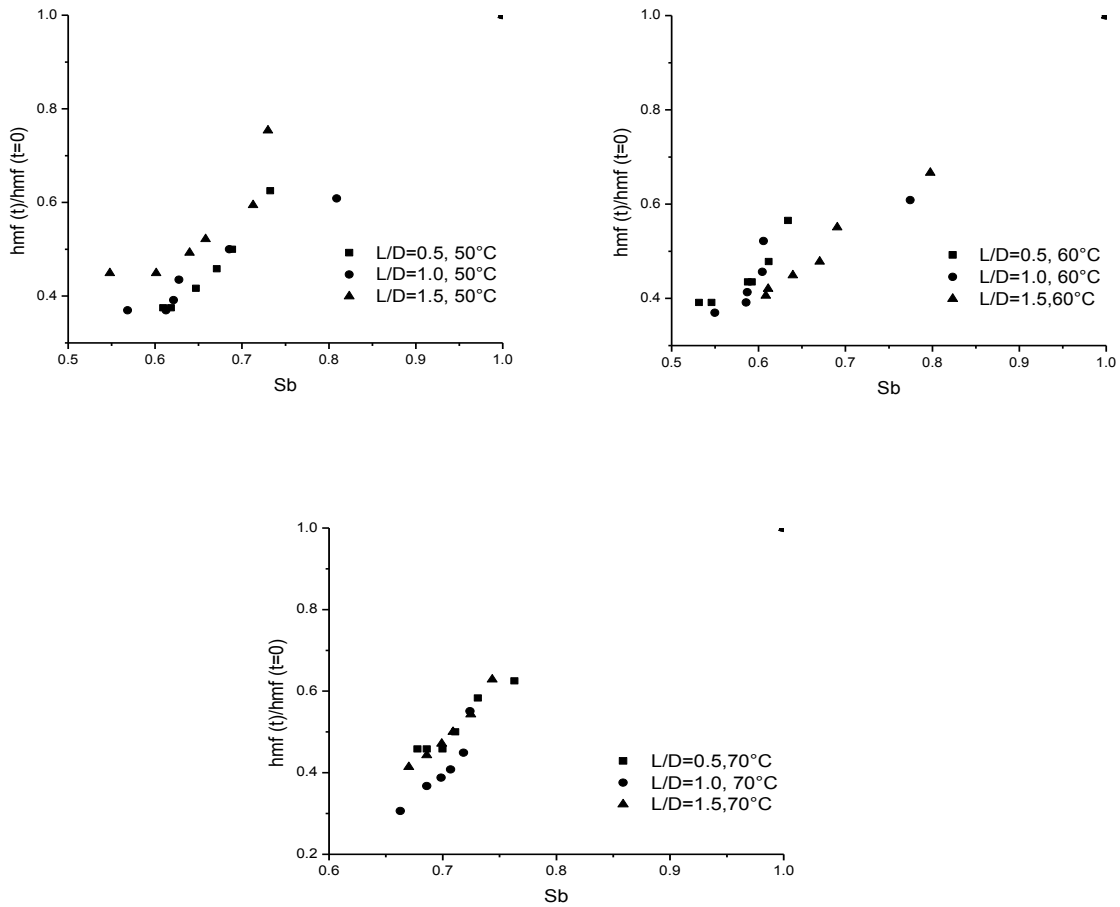 1.0
0.8
0.6
0.4
hmf (t)/hmf (t=0)
L/D=0.5, 50°C
L/D=1.0, 50°C
L/D=1.5, 50°C
0.5 0.6 0.7 0.8 0.9 1.0
Sb
1.0
0.8
0.6
0.4
hmf (t)/hmf (t=0)
L/D=0.5, 60°C
L/D=1.0, 60°C
L/D=1.5,60°C
0.5 0.6 0.7 0.8 0.9 1.0
Sb
1.0
0.8
0.6
0.4
0.2
hmf (t)/hmf (t=0)
L/D=0.5,70°C
L/D=1.0, 70°C
L/D=1.5,70°C
0.6 0.7 0.8 0.9 1.0
Sb